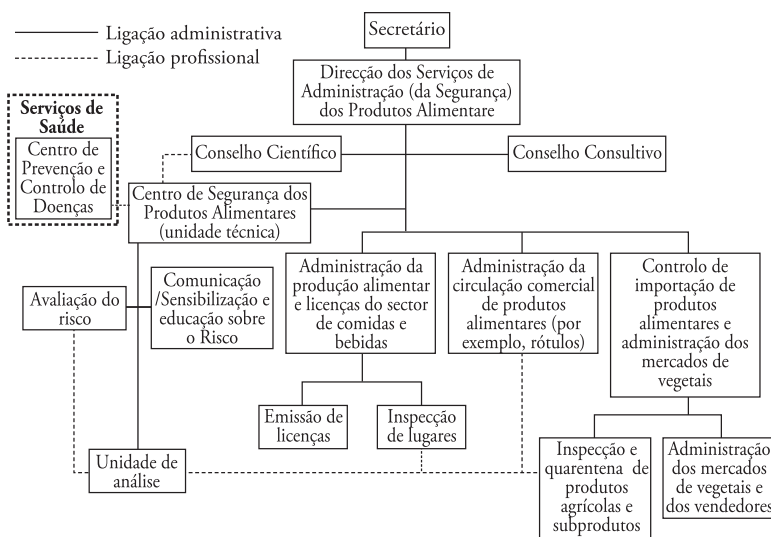 Ligação administrativa
Ligação profissional
Secretário
Direcção dos Serviços de
Administração (da Segurança)
dos Produtos Alimentare
Serviços de
Saúde
Centro de
Prevenção e
Controlo de
Doenças
Conselho Científico
Conselho Consultivo
Centro de Segurança dos
Produtos Alimentares
(unidade técnica)
Avaliação do
risco
Comunicação
/Sensibilização e
educação sobre
o Risco
Administração da
produção alimentar
e licenças do sector
de comidas e
bebidas
Administração da
circulação comercial
de produtos
alimentares (por
exemplo, rótulos)
Controlo de
importação de
produtos
alimentares e
administração dos
mercados de
vegetais
Emissão de
licenças
Inspecção
de lugares
Unidade de
análise
Inspecção e
quarentena de
produtos
agrícolas e
subprodutos
Administração
dos mercados
de vegetais e
dos vendedores